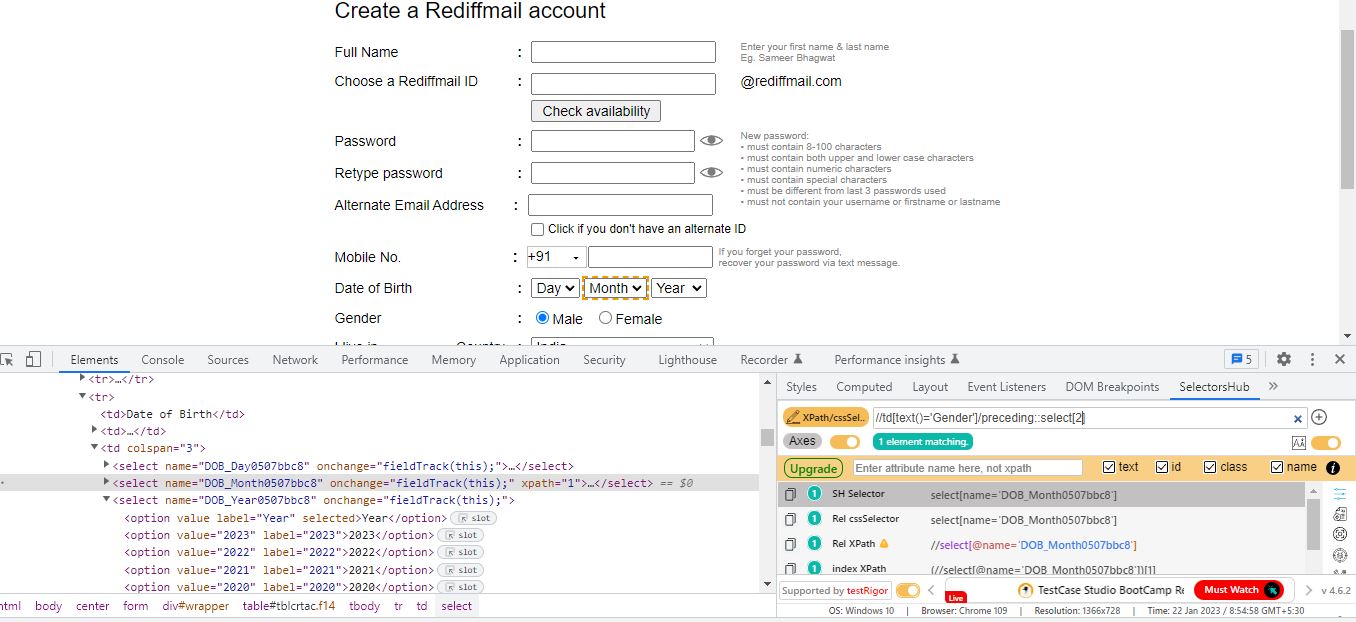 Create a Rediffmail account
Full Name :
Enter your first name & last name
Eg. Sameer Bhagwat
Choose a Rediffmail ID : @rediffmail.com
Check availability
Password :
Retype password :
New password:
• must contain 8-100 characters
• must contain both upper and lower case characters
• must contain numeric characters
• must contain special characters
• must be different from last 3 passwords used
• must not contain your username or firstname or lastname
Alternate Email Address :
Click if you don't have an alternate ID
Mobile No. : +91
If you forget your password,
recover your password via text message.
Date of Birth : Day Month Year
Gender : Male Female
India
Elements Console Sources Network Performance Memory Application Security Lighthouse Recorder Performance insights 5
<tr>…</tr>
<tr>
<td>Date of Birth</td>
<td>…</td>
<td colspan="3">
<select name="DOB_Day0507bbc8" onchange="fieldTrack(this);">…</select>
<select name="DOB_Month0507bbc8" onchange="fieldTrack(this);" xpath="1">…</select> == $0
<select name="DOB_Year0507bbc8" onchange="fieldTrack(this);">
<option value label="Year" selected>Year</option> slot
<option value="2023" label="2023">2023</option> slot
<option value="2022" label="2022">2022</option> slot
<option value="2021" label="2021">2021</option> slot
<option value="2020" label="2020">2020</option> slot
html body center form div#wrapper table#tblcrtac.f14 tbody tr td select
Styles Computed Layout Event Listeners DOM Breakpoints SelectorsHub »
XPath/cssSel.. //td[text()='Gender']/preceding::select[2]
Axes 1 element matching.
Upgrade Enter attribute name here, not xpath text id class name
1 SH Selector select[name='DOB_Month0507bbc8']
1 Rel cssSelector select[name='DOB_Month0507bbc8']
1 Rel XPath //select[@name='DOB_Month0507bbc8']
1 index XPath (//select[@name='DOB_Month0507bbc8'])[1]
Supported by testRigor Live TestCase Studio BootCamp Re Must Watch v 4.6.2
OS: Windows 10 | Browser: Chrome 109 | Resolution: 1366x728 | Time: 22 Jan 2023 / 8:54:58 GMT+5:30